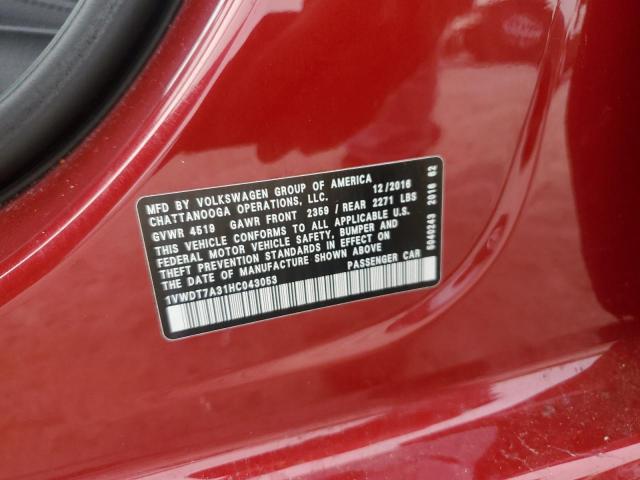 MFD BY VOLKSWAGEN GROUP OF AMERICA
CHATTANOOGA OPERATIONS, LLC. 12/2016
GVWR 4519 GAWR FRONT 2359 / REAR 2271 LBS
THIS VEHICLE CONFORMS TO ALL APPLICABLE U.S.
FEDERAL MOTOR VEHICLE SAFETY, BUMPER AND
THEFT PREVENTION STANDARDS IN EFFECT ON
THE DATE OF MANUFACTURE SHOWN ABOVE.
1VWDT7A31HC043053 PASSENGER CAR
5040243 2016 62